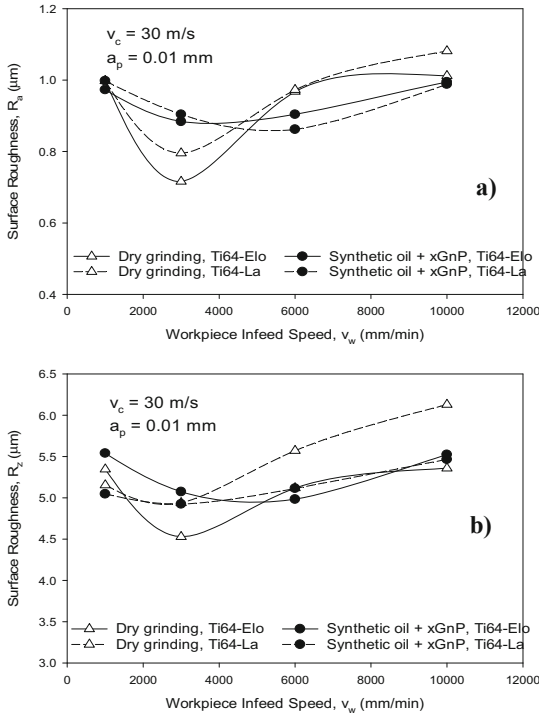 v_c = 30 m/s
a_p = 0.01 mm
1.2
1.0
0.8
0.6
0.4
Surface Roughness, R_a (µm)
a)
Dry grinding, Ti64-Elo
Synthetic oil + xGnP, Ti64-Elo
Dry grinding, Ti64-La
Synthetic oil + xGnP, Ti64-La
0 2000 4000 6000 8000 10000 12000
Workpiece Infeed Speed, v_w (mm/min)
v_c = 30 m/s
a_p = 0.01 mm
6.5
6.0
5.5
5.0
4.5
4.0
3.5
3.0
Surface Roughness, R_z (µm)
b)
Dry grinding, Ti64-Elo
Synthetic oil + xGnP, Ti64-Elo
Dry grinding, Ti64-La
Synthetic oil + xGnP, Ti64-La
0 2000 4000 6000 8000 10000 12000
Workpiece Infeed Speed, v_w (mm/min)